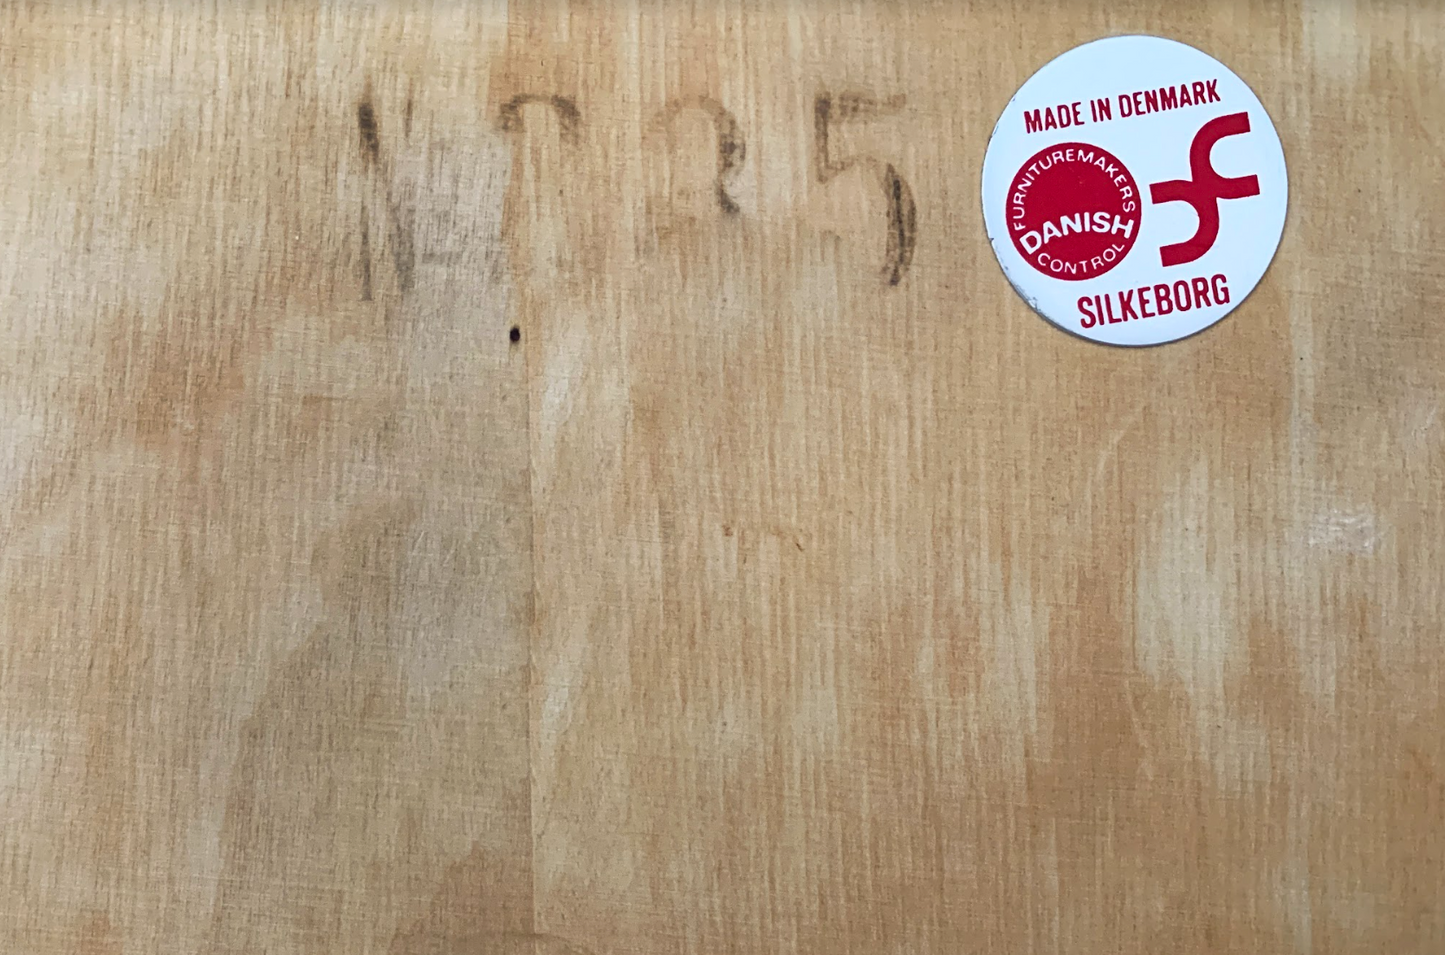 MADE IN DENMARK
FURNITUREMAKERS
DANISH
CONTROL
SILKEBORG